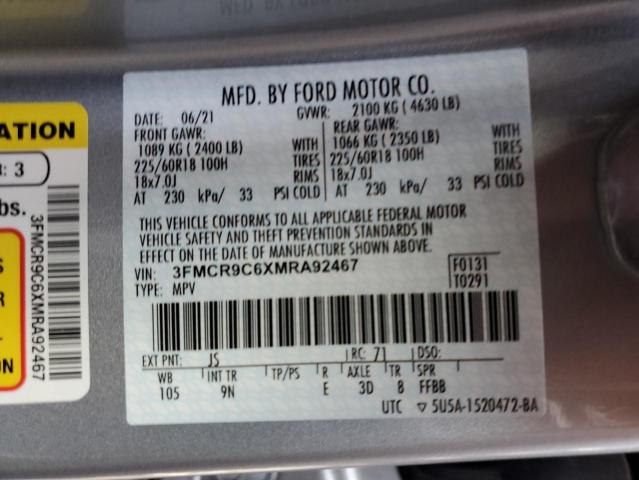 MFD. BY FORD MOTOR CO.
DATE: 06/21 GVWR: 2100 KG ( 4630 LB)
FRONT GAWR: REAR GAWR:
1089 KG ( 2400 LB) WITH 1066 KG ( 2350 LB) WITH
225/60R18 100H TIRES 225/60R18 100H TIRES
18x7.0J RIMS 18x7.0J RIMS
AT 230 kPa/ 33 PSI COLD AT 230 kPa/ 33 PSI COLD
THIS VEHICLE CONFORMS TO ALL APPLICABLE FEDERAL MOTOR
VEHICLE SAFETY AND THEFT PREVENTION STANDARDS IN
EFFECT ON THE DATE OF MANUFACTURE SHOWN ABOVE.
VIN: 3FMCR9C6XMRA92467 F0131
TYPE: MPV T0291
EXT PNT: JS RC: 71 DSO:
WB INT TR TP/PS R AXLE TR SPR
105 9N E 3D 8 FFBB
UTC ▽ 5U5A-1520472-BA
ATION
: 3
bs.
3FMCR9C6XMRA92467
S
R
ON